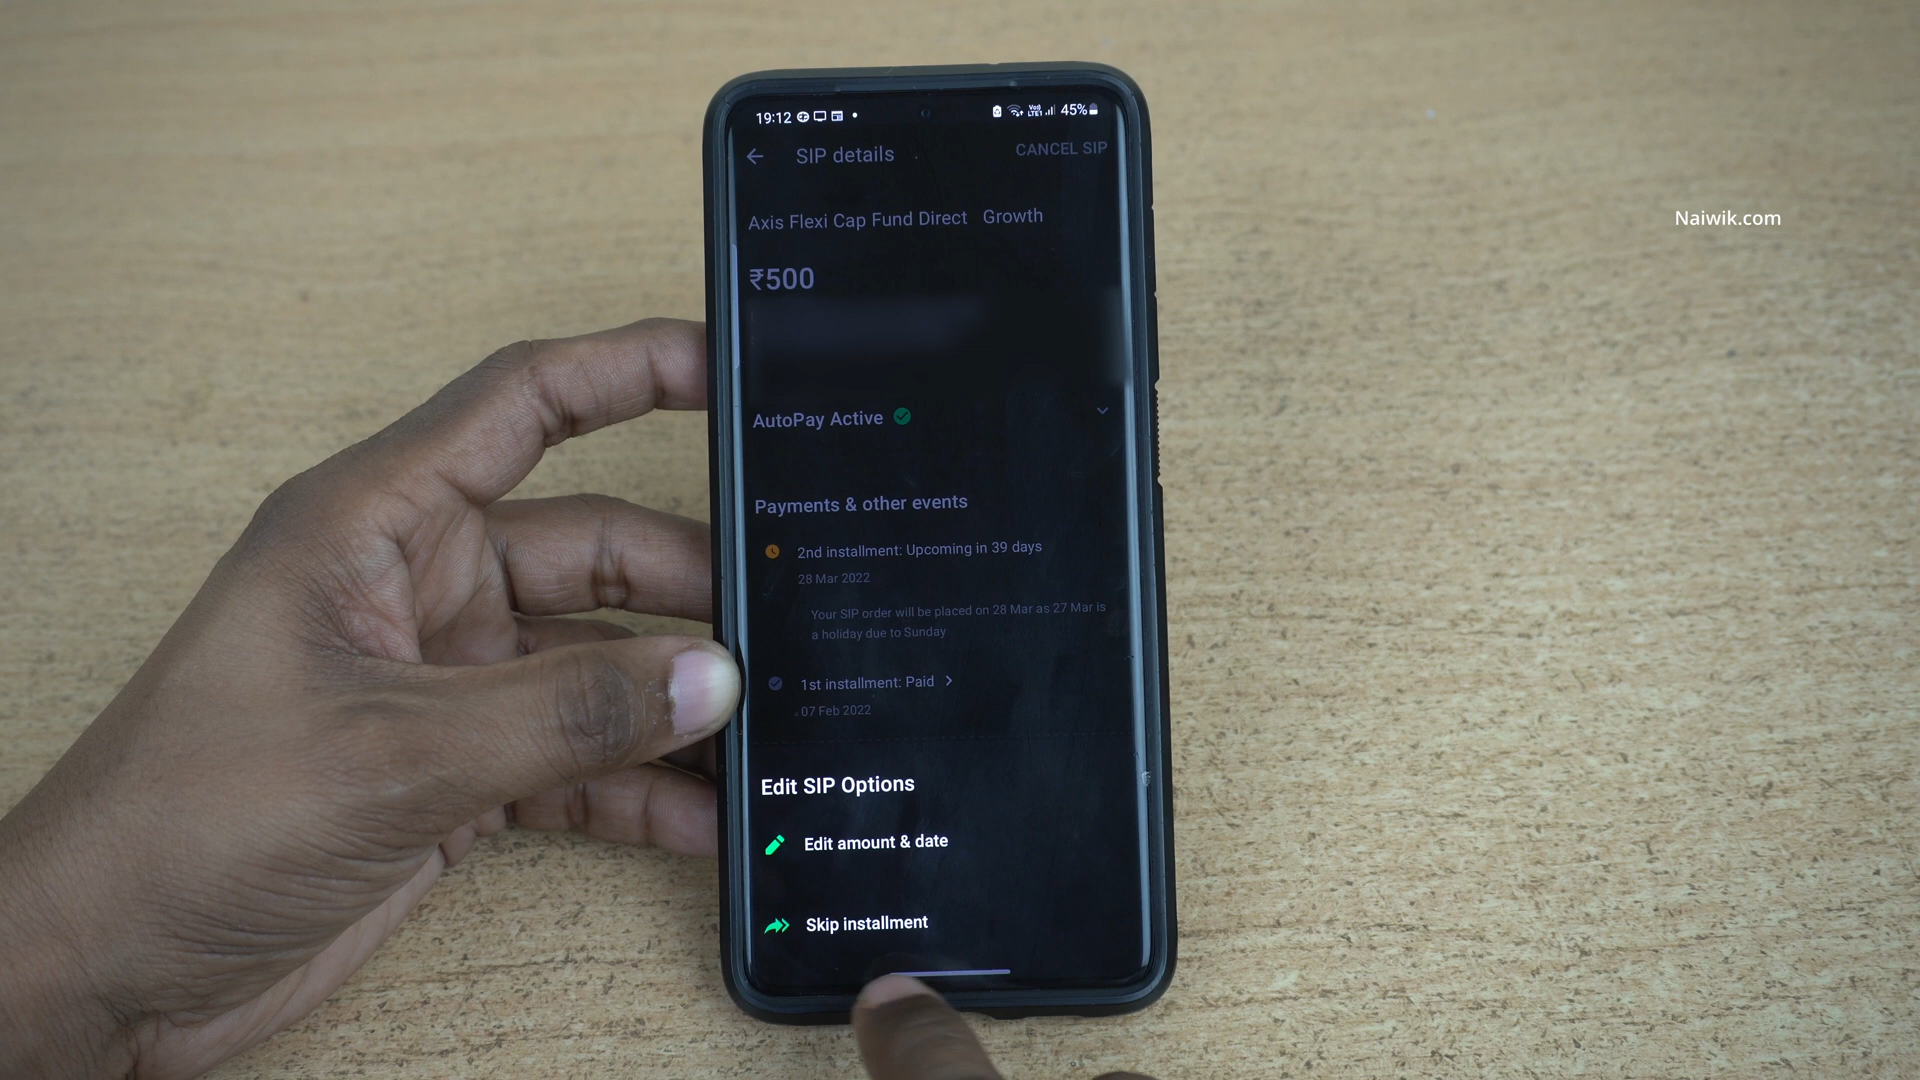 19:12
45%
SIP details
CANCEL SIP
Axis Flexi Cap Fund Direct Growth
₹500
AutoPay Active
Payments & other events
2nd installment: Upcoming in 39 days
28 Mar 2022
Your SIP order will be placed on 28 Mar as 27 Mar is
a holiday due to Sunday
1st installment: Paid
07 Feb 2022
Edit SIP Options
Edit amount & date
Skip installment
Naiwik.com